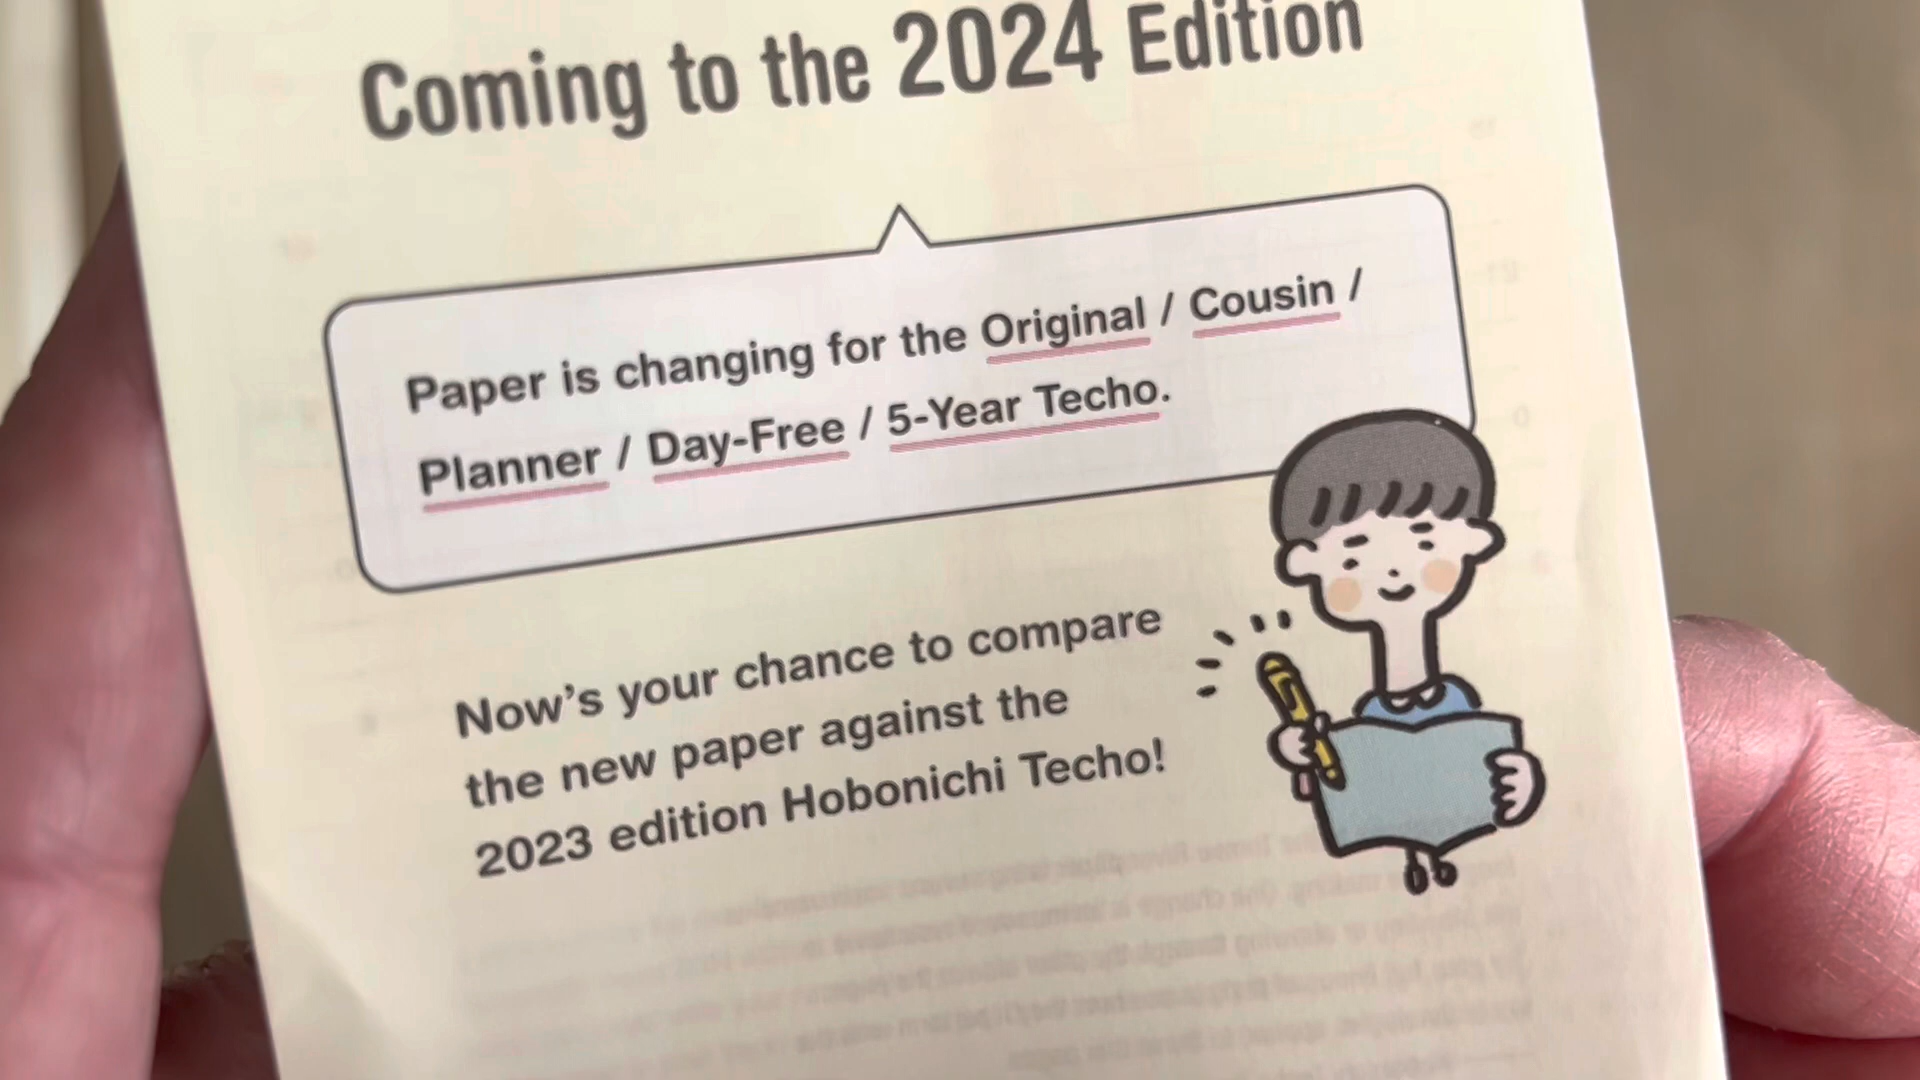 Coming to the 2024 Edition
Paper is changing for the Original / Cousin /
Planner / Day-Free / 5-Year Techo.
Now's your chance to compare
the new paper against the
2023 edition Hobonichi Techo!